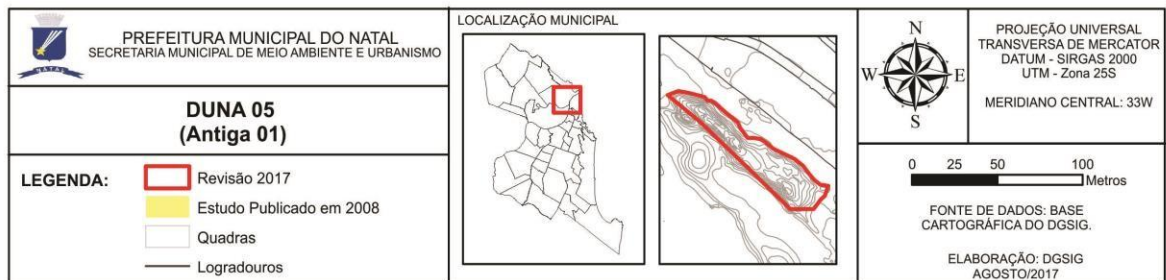 NATAL
PREFEITURA MUNICIPAL DO NATAL
SECRETARIA MUNICIPAL DE MEIO AMBIENTE E URBANISMO
DUNA 05
(Antiga 01)
LEGENDA:
Revisão 2017
Estudo Publicado em 2008
Quadras
Logradouros
LOCALIZAÇÃO MUNICIPAL
N
W
E
S
PROJEÇÃO UNIVERSAL
TRANSVERSA DE MERCATOR
DATUM - SIRGAS 2000
UTM - Zona 25S
MERIDIANO CENTRAL: 33W
0 25 50 100
Metros
FONTE DE DADOS: BASE
CARTOGRÁFICA DO DGSIG.
ELABORAÇÃO: DGSIG
AGOSTO/2017